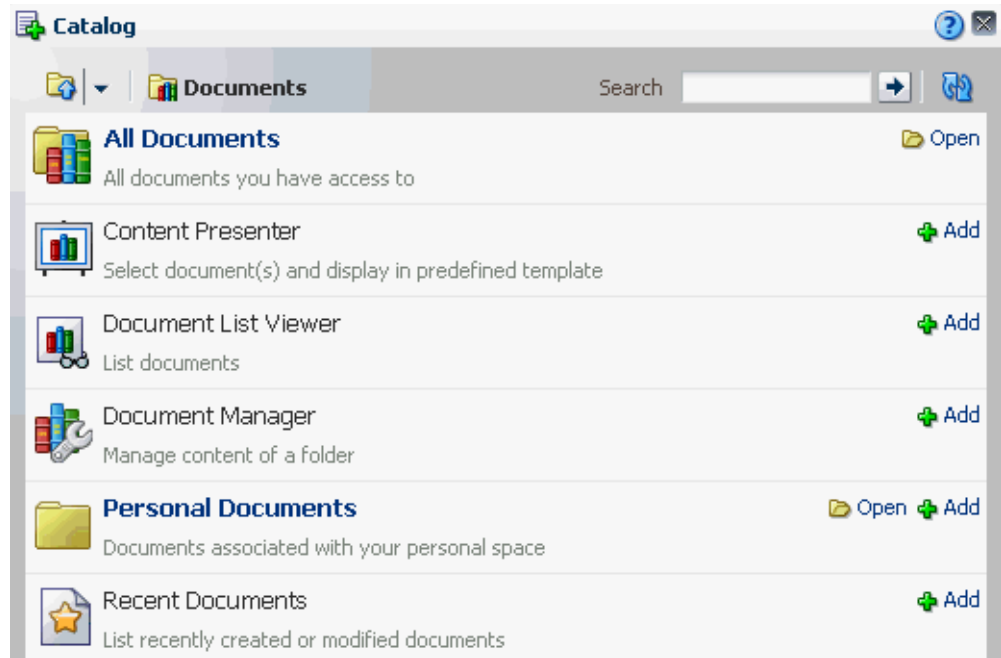 Catalog
Documents Search
All Documents Open
All documents you have access to
Content Presenter Add
Select document(s) and display in predefined template
Document List Viewer Add
List documents
Document Manager Add
Manage content of a folder
Personal Documents Open Add
Documents associated with your personal space
Recent Documents Add
List recently created or modified documents